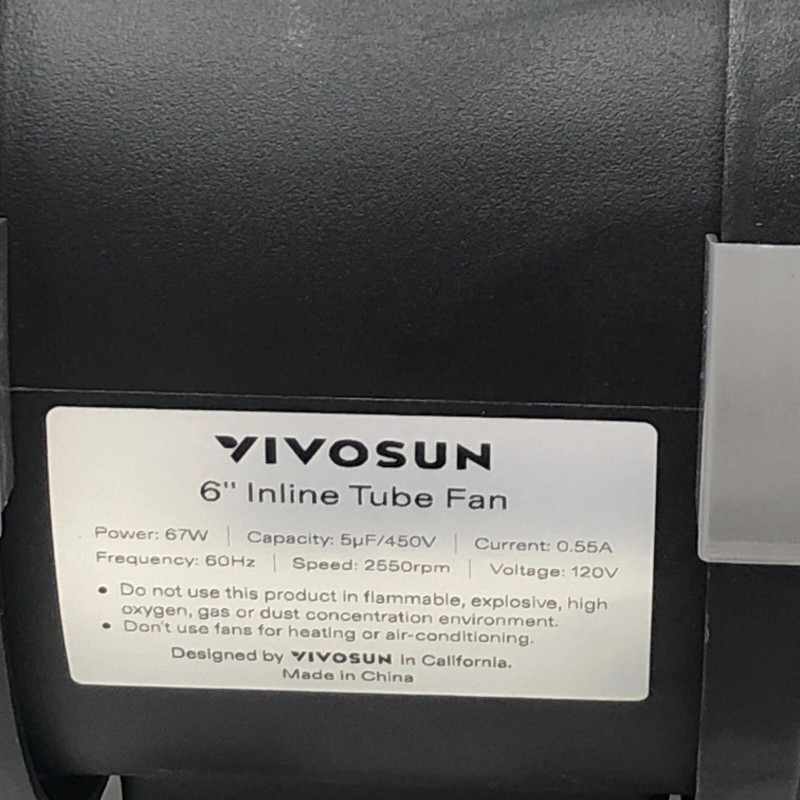 VIVOSUN
6" Inline Tube Fan
Power: 67W | Capacity: 5µF/450V | Current: 0.55A
Frequency: 60Hz | Speed: 2550rpm | Voltage: 120V
• Do not use this product in flammable, explosive, high
oxygen, gas or dust concentration environment.
• Don't use fans for heating or air-conditioning.
Designed by VIVOSUN in California.
Made in China